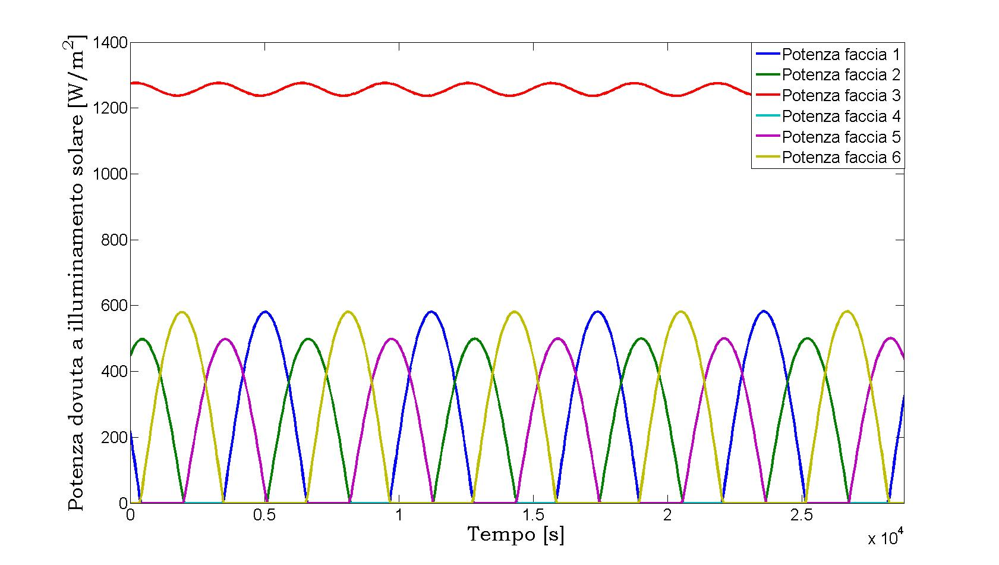 Potenza dovuta a illuminamento solare [W/m²]
1400
1200
1000
800
600
400
200
0
Potenza faccia 1
Potenza faccia 2
Potenza faccia 3
Potenza faccia 4
Potenza faccia 5
Potenza faccia 6
0 0.5 1 1.5 2 2.5
x 10⁴
Tempo [s]